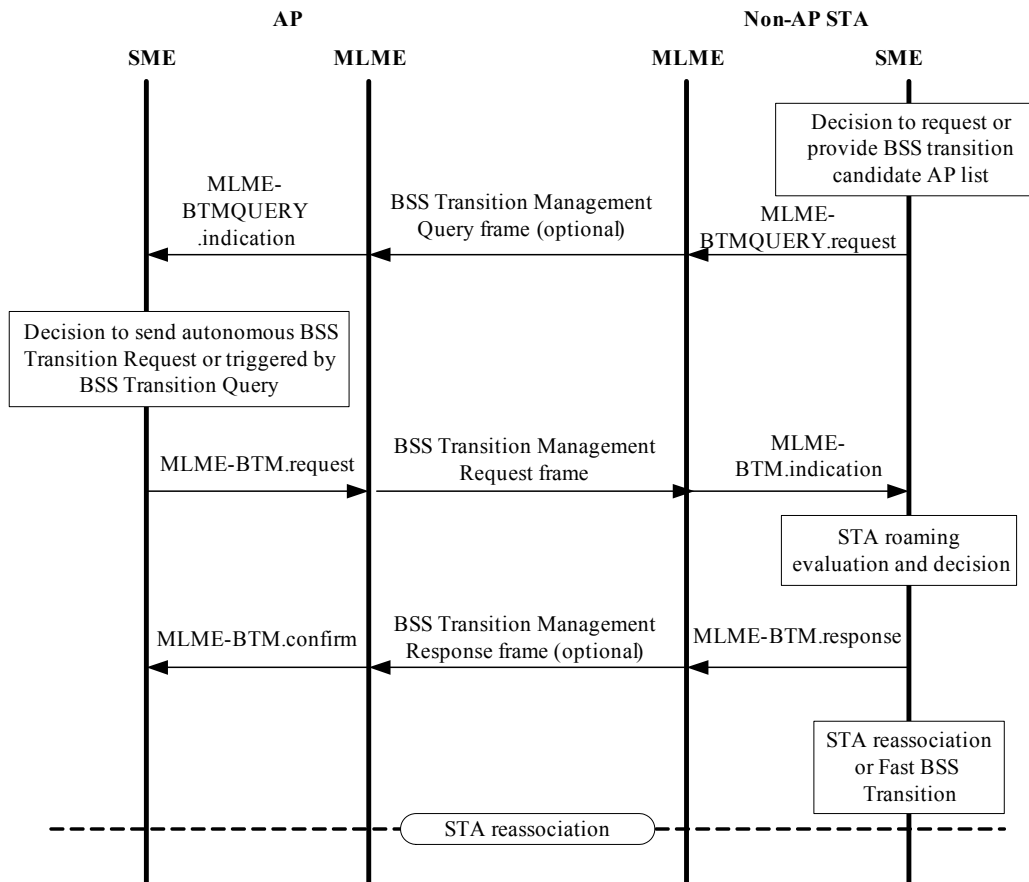 AP
Non-AP STA
SME
MLME
MLME
SME
Decision to request or
provide BSS transition
candidate AP list
MLME-
BTMQUERY
.indication
BSS Transition Management
Query frame (optional)
MLME-
BTMQUERY.request
Decision to send autonomous BSS
Transition Request or triggered by
BSS Transition Query
MLME-BTM.request
BSS Transition Management
Request frame
MLME-
BTM.indication
STA roaming
evaluation and decision
MLME-BTM.confirm
BSS Transition Management
Response frame (optional)
MLME-BTM.response
STA reassociation
or Fast BSS
Transition
STA reassociation